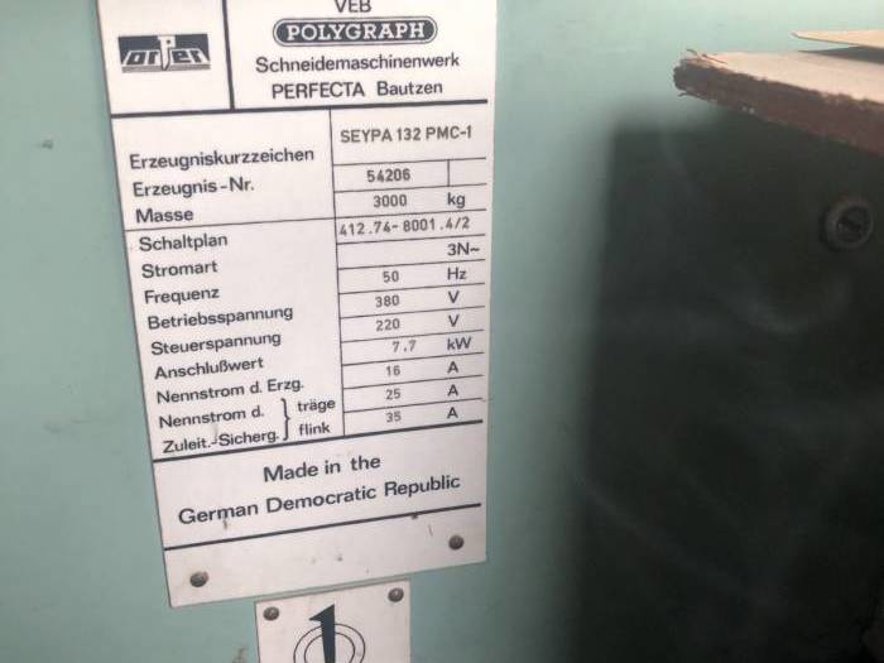 VEB
POLYGRAPH
Schneidemaschinenwerk
PERFECTA Bautzen
Erzeugniskurzzeichen SEYPA 132 PMC-1
Erzeugnis-Nr. 54206
Masse 3000 kg
Schaltplan 412.74-8001.4/2
Stromart 3N~
Frequenz 50 Hz
Betriebsspannung 380 V
Steuerspannung 220 V
Anschlußwert 7.7 kW
Nennstrom d. Erzg. 16 A
Nennstrom d. } träge 25 A
Zuleit.-Sicherg. } flink 35 A
Made in the
German Democratic Republic
1